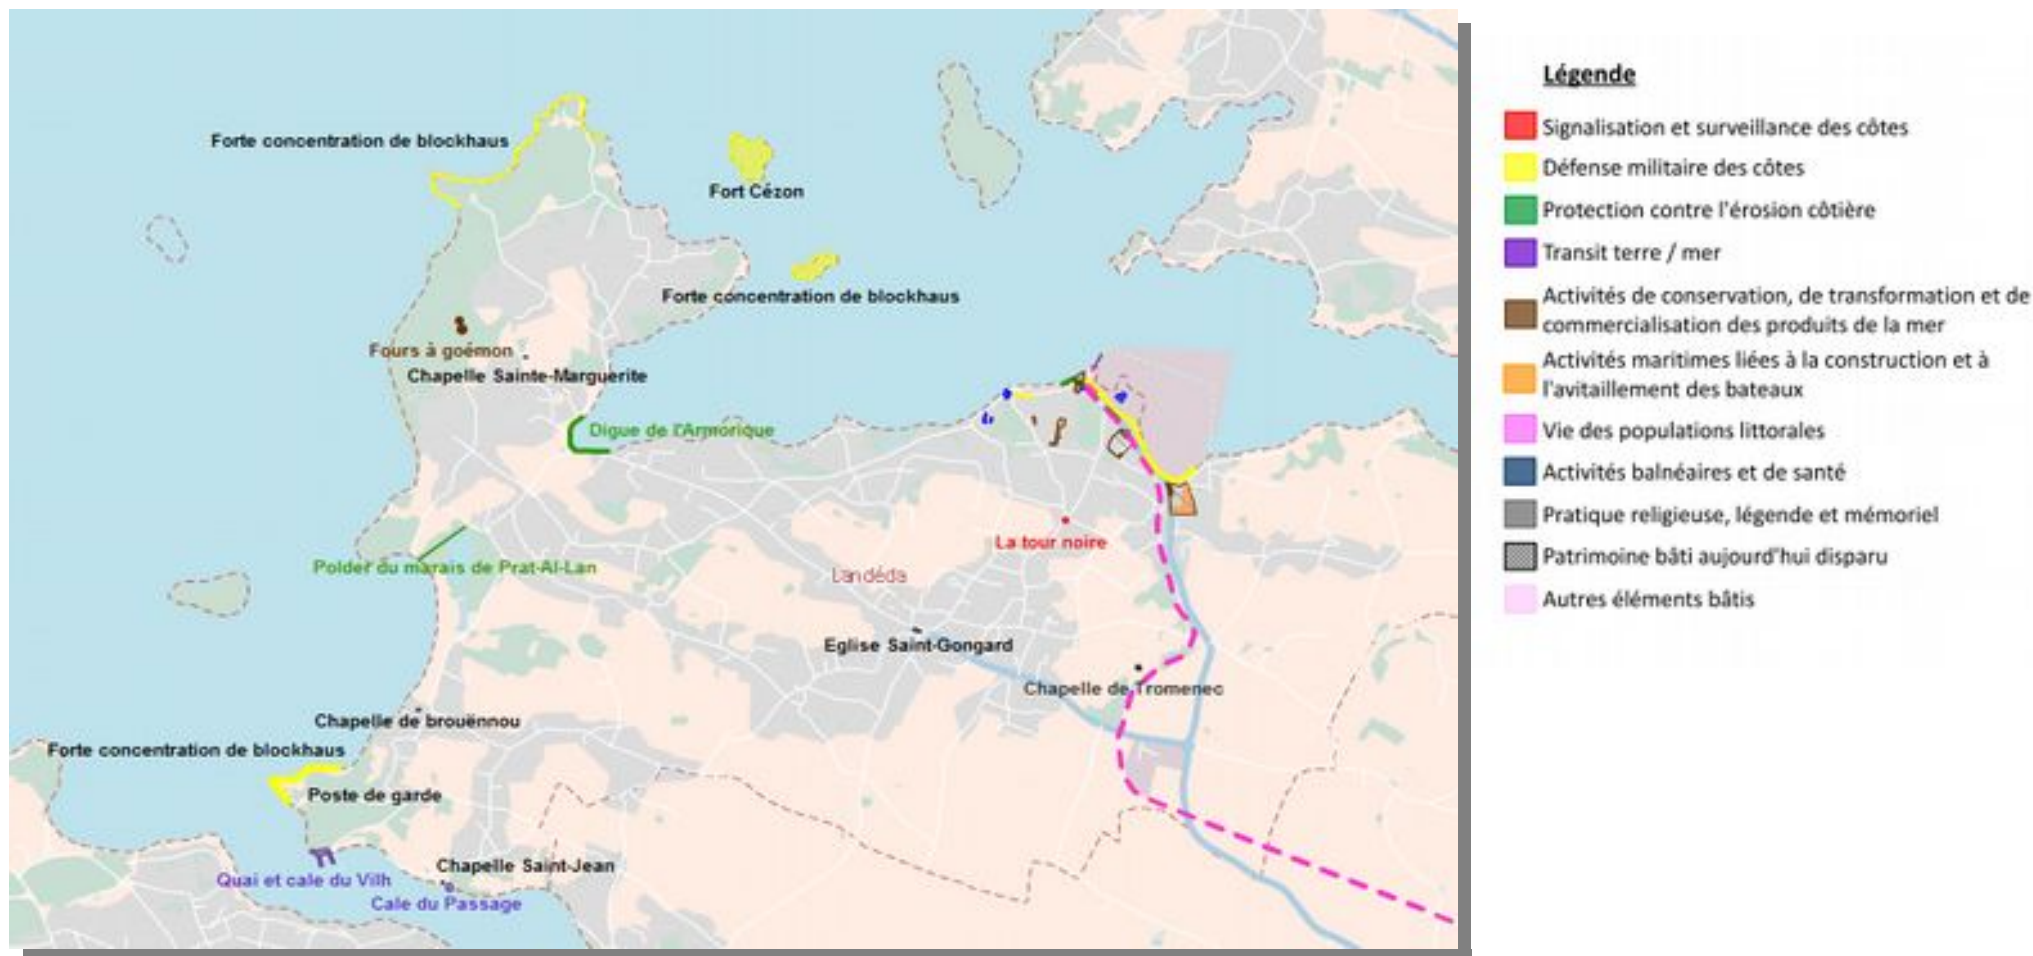 Forte concentration de blockhaus
Fort Cézon
Forte concentration de blockhaus
Fours à goémon
Chapelle Sainte-Marguerite
Digue de l'Armorique
La tour noire
Polder du marais de Prat-Al-Lan
Landéda
Eglise Saint-Gongard
Chapelle de Tromenec
Chapelle de brouënnou
Forte concentration de blockhaus
Poste de garde
Chapelle Saint-Jean
Quai et cale du Vilh
Cale du Passage
Légende
Signalisation et surveillance des côtes
Défense militaire des côtes
Protection contre l'érosion côtière
Transit terre / mer
Activités de conservation, de transformation et de
commercialisation des produits de la mer
Activités maritimes liées à la construction et à
l'avitaillement des bateaux
Vie des populations littorales
Activités balnéaires et de santé
Pratique religieuse, légende et mémoriel
Patrimoine bâti aujourd'hui disparu
Autres éléments bâtis